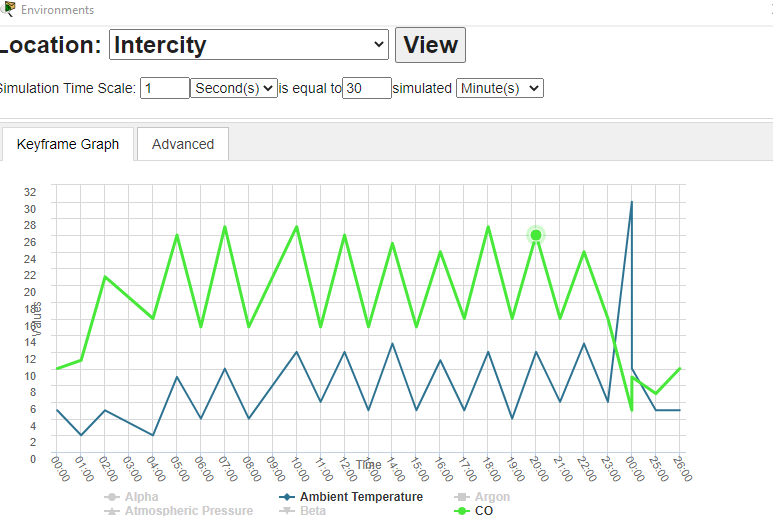 Environments
Location: Intercity View
Simulation Time Scale: 1 Second(s) is equal to 30 simulated Minute(s)
Keyframe Graph Advanced
32
30
28
26
24
22
20
18
16
14
12
10
8
6
4
2
0
Values
00:00 01:00 02:00 03:00 04:00 05:00 06:00 07:00 08:00 09:00 10:00 11:00 12:00 13:00 14:00 15:00 16:00 17:00 18:00 19:00 20:00 21:00 22:00 23:00 00:00 25:00 26:00
Time
Alpha Ambient Temperature Argon
Atmospheric Pressure Beta CO